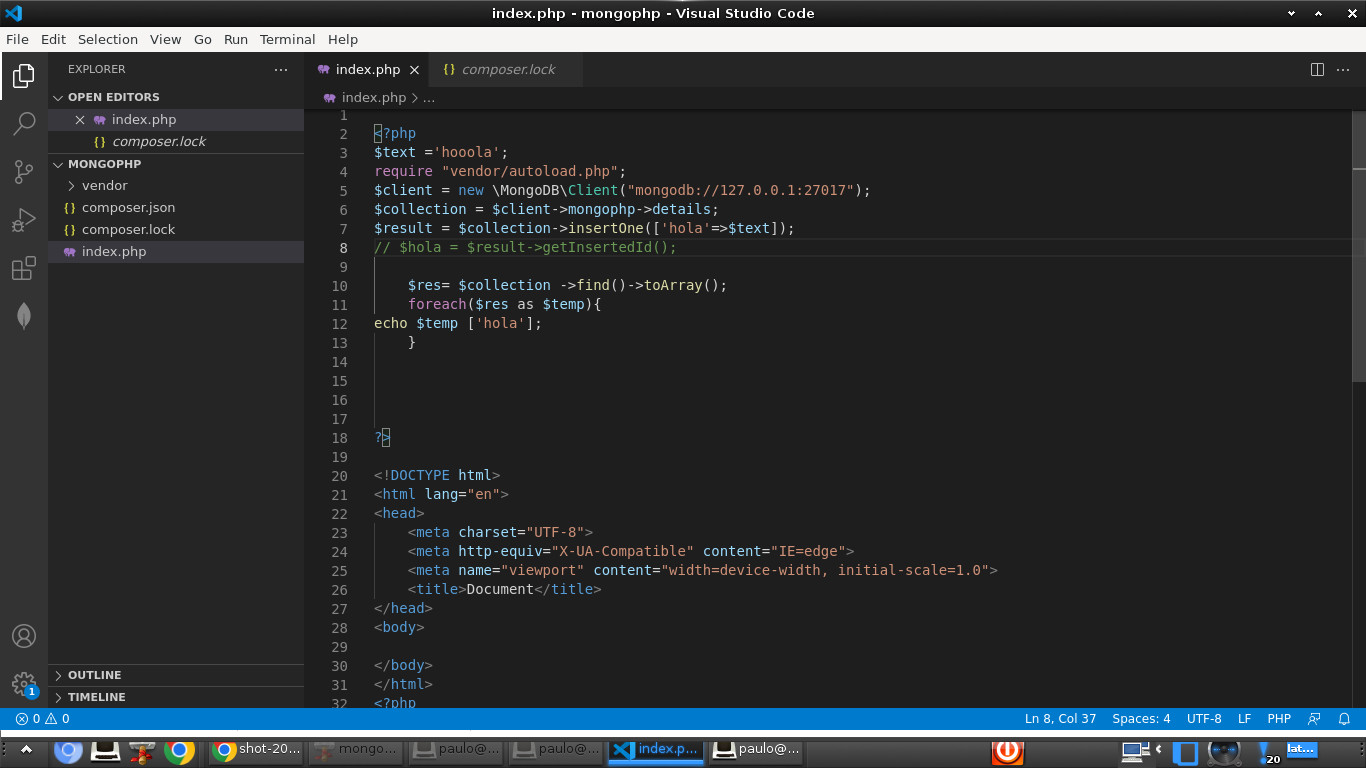 index.php - mongophp - Visual Studio Code
File Edit Selection View Go Run Terminal Help
EXPLORER
OPEN EDITORS
index.php
composer.lock
MONGOPHP
vendor
composer.json
composer.lock
index.php
OUTLINE
TIMELINE
1
index.php composer.lock
index.php > ...
1
2 <?php
3 $text ='hooola';
4 require "vendor/autoload.php";
5 $client = new \MongoDB\Client("mongodb://127.0.0.1:27017");
6 $collection = $client->mongophp->details;
7 $result = $collection->insertOne(['hola'=>$text]);
8 // $hola = $result->getInsertedId();
9
10 $res= $collection ->find()->toArray();
11 foreach($res as $temp){
12 echo $temp ['hola'];
13 }
14
15
16
17
18 ?>
19
20 <!DOCTYPE html>
21 <html lang="en">
22 <head>
23 <meta charset="UTF-8">
24 <meta http-equiv="X-UA-Compatible" content="IE=edge">
25 <meta name="viewport" content="width=device-width, initial-scale=1.0">
26 <title>Document</title>
27 </head>
28 <body>
29
30 </body>
31 </html>
32 <?php
0 0 Ln 8, Col 37 Spaces: 4 UTF-8 LF PHP
shot-20... mongo... paulo@... paulo@... index.p... paulo@... 20 lat...